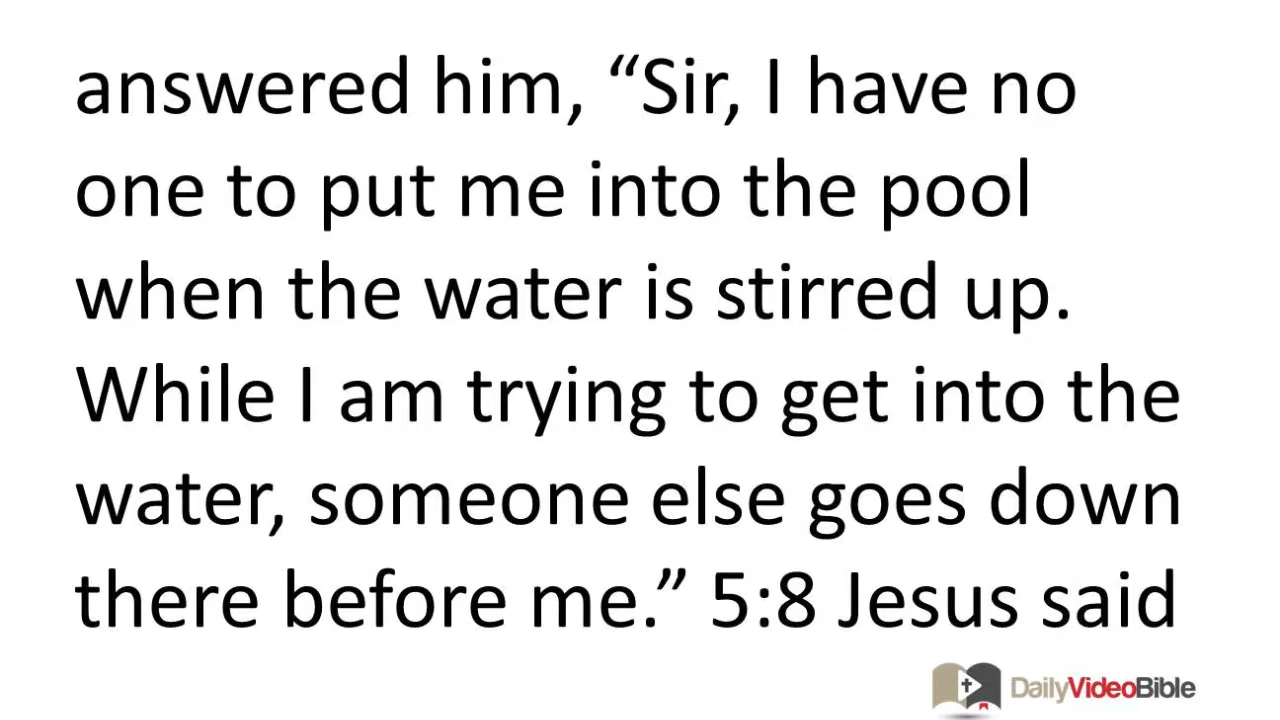 answered him, “Sir, I have no
one to put me into the pool
when the water is stirred up.
While I am trying to get into the
water, someone else goes down
there before me.” 5:8 Jesus said
DailyVideoBible